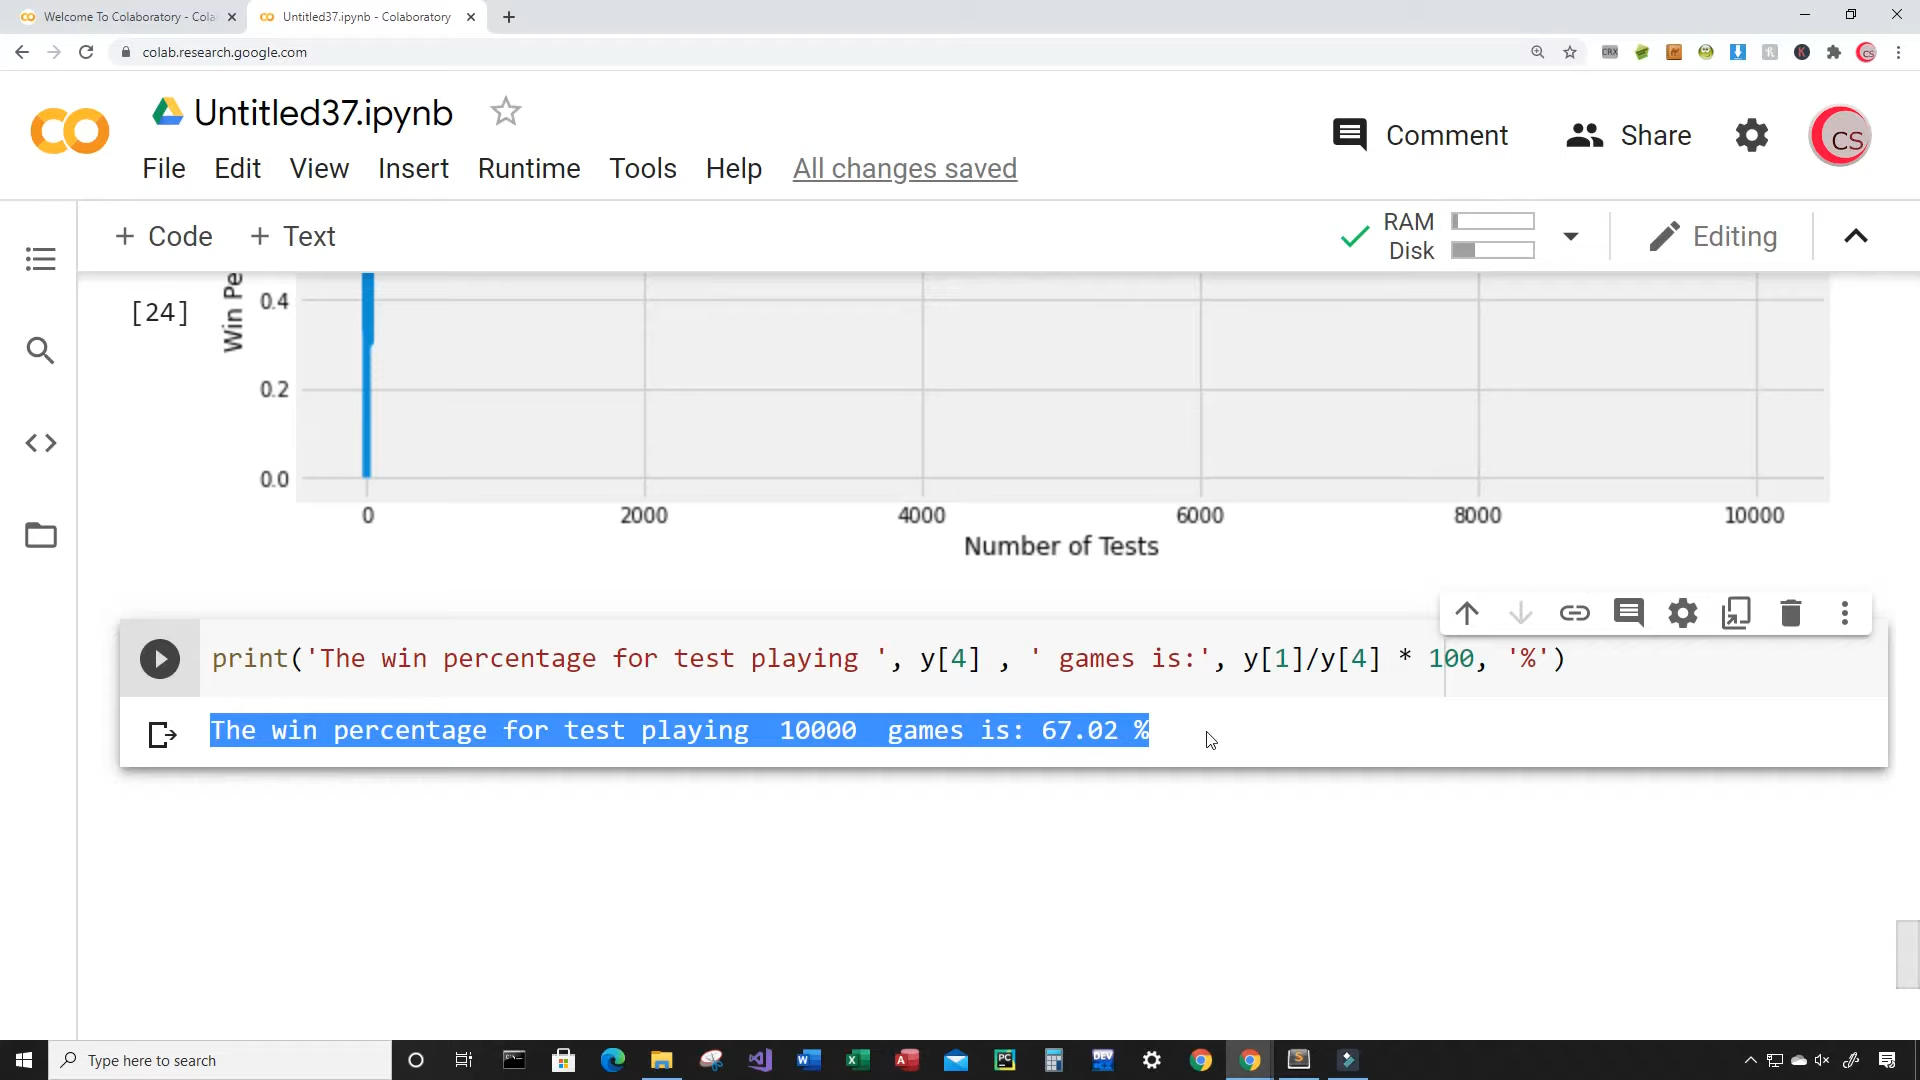 Welcome To Colaboratory - Cola
Untitled37.ipynb - Colaboratory
colab.research.google.com
CRX
K
CS
CO
Untitled37.ipynb
Comment
Share
CS
File Edit View Insert Runtime Tools Help All changes saved
+ Code + Text
RAM
Disk
Editing
[24]
Win Pe
0.4
0.2
0.0
0 2000 4000 6000 8000 10000
Number of Tests
print('The win percentage for test playing ', y[4] , ' games is:', y[1]/y[4] * 100, '%')
The win percentage for test playing  10000  games is: 67.02 %
Type here to search
PC
DEV
S